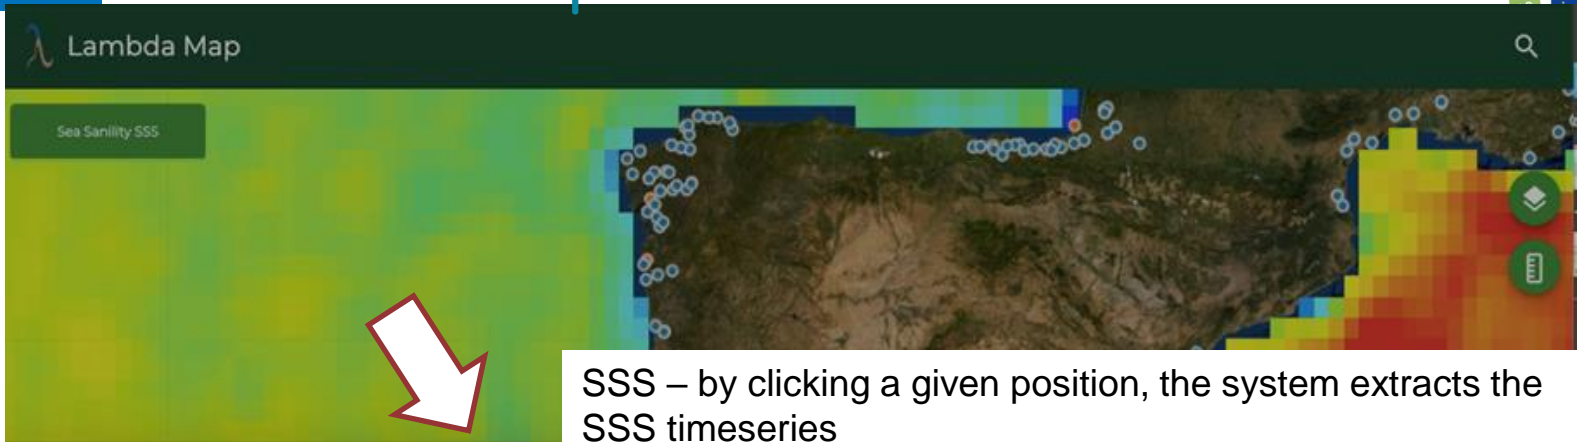 Lambda Map
Sea Sanility SSS
SSS – by clicking a given position, the system extracts the
SSS timeseries